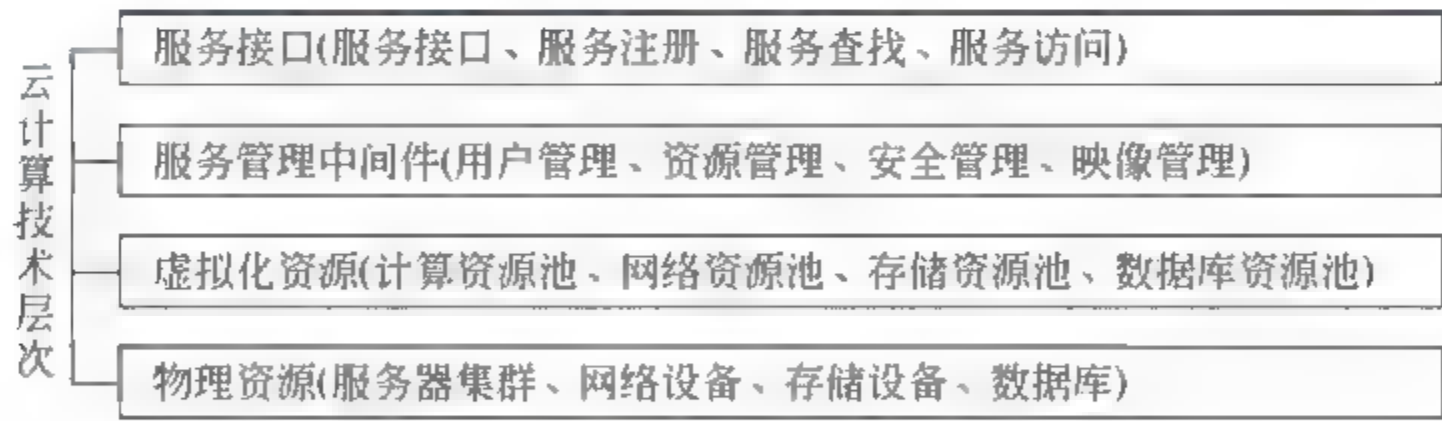 云计算技术层次
服务接口(服务接口、服务注册、服务查找、服务访问)
服务管理中间件(用户管理、资源管理、安全管理、映像管理)
虚拟化资源(计算资源池、网络资源池、存储资源池、数据库资源池)
物理资源(服务器集群、网络设备、存储设备、数据库)